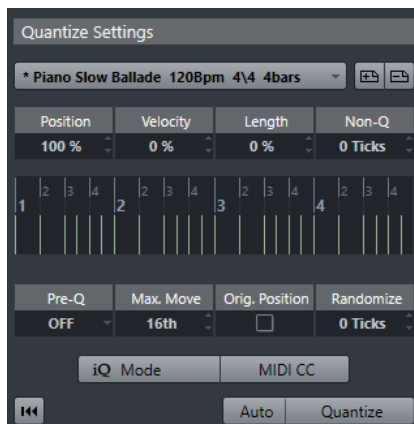 Quantize Settings
* Piano Slow Ballade 120Bpm 4\4 4bars
Position Velocity Length Non-Q
100 % 0 % 0 % 0 Ticks
1 2 3 4 2 2 3 4 3 2 3 4 4 2 3 4
Pre-Q Max. Move Orig. Position Randomize
OFF 16th 0 Ticks
iQ Mode MIDI CC
Auto Quantize